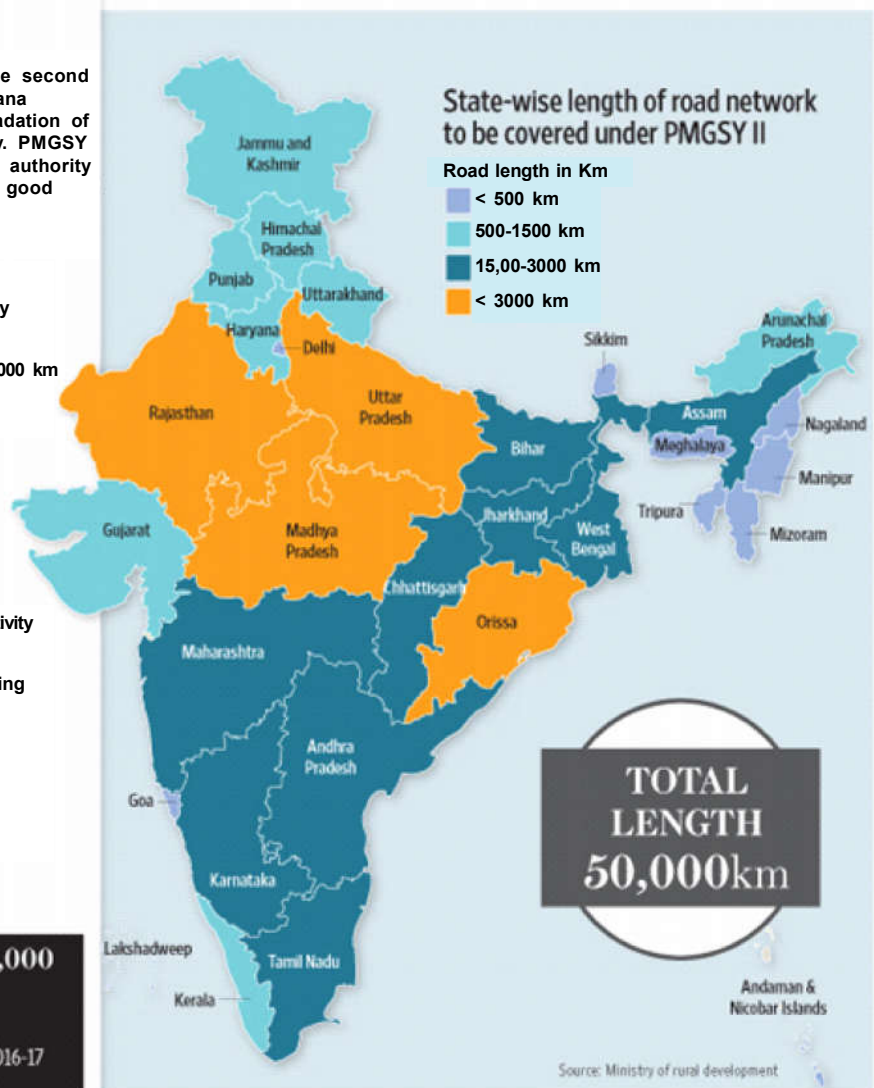 e second
ana
dation of
y. PMGSY
authority
good
y
000 km
ivity
ing
,000
016-17
State-wise length of road network
to be covered under PMGSY II
Road length in Km
< 500 km
500-1500 km
15,00-3000 km
< 3000 km
Jammu and
Kashmir
Himachal
Pradesh
Punjab
Uttarakhand
Haryana
Delhi
Sikkim
Arunachal
Pradesh
Rajasthan
Uttar
Pradesh
Assam
Nagaland
Bihar
Meghalaya
Manipur
Tripura
Mizoram
Gujarat
Madhya
Pradesh
Jharkhand
West
Bengal
Chhattisgarh
Orissa
Maharashtra
Andhra
Pradesh
Goa
Karnataka
TOTAL
LENGTH
50,000km
Lakshadweep
Tamil Nadu
Kerala
Andaman &
Nicobar Islands
Source: Ministry of rural development